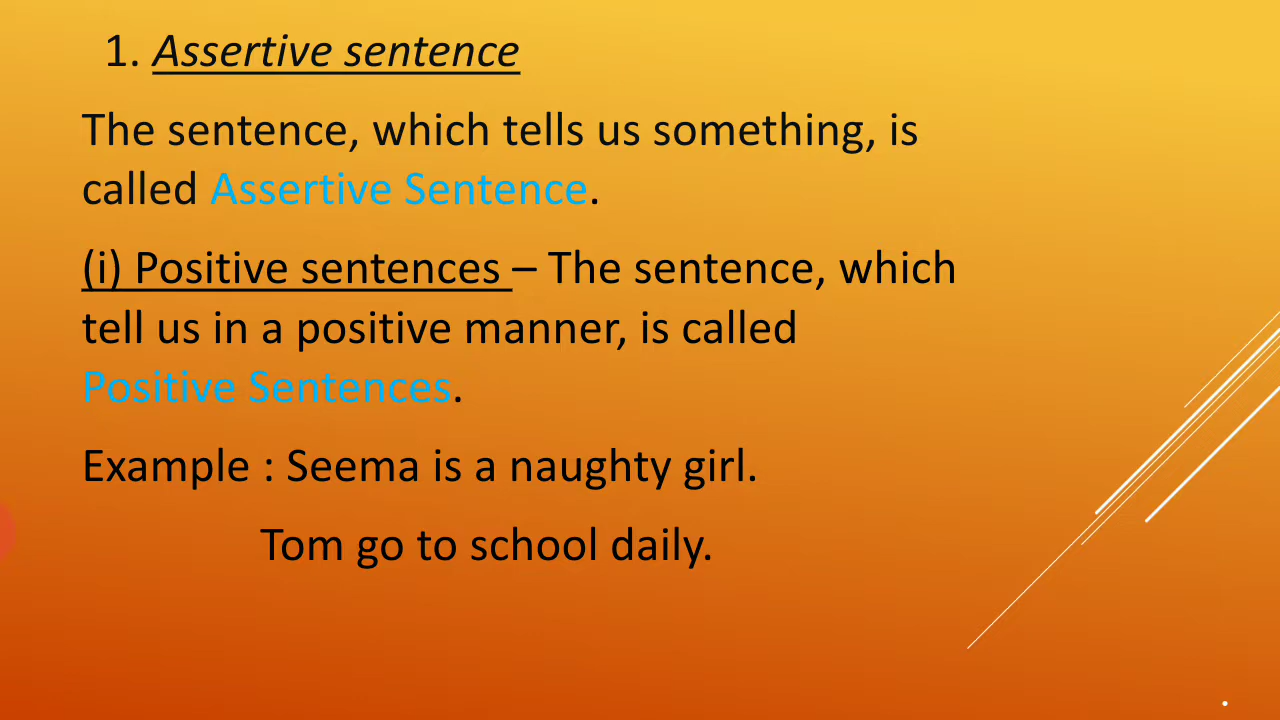 1. Assertive sentence
The sentence, which tells us something, is
called Assertive Sentence.
(i) Positive sentences – The sentence, which
tell us in a positive manner, is called
Positive Sentences.
Example : Seema is a naughty girl.
Tom go to school daily.
.